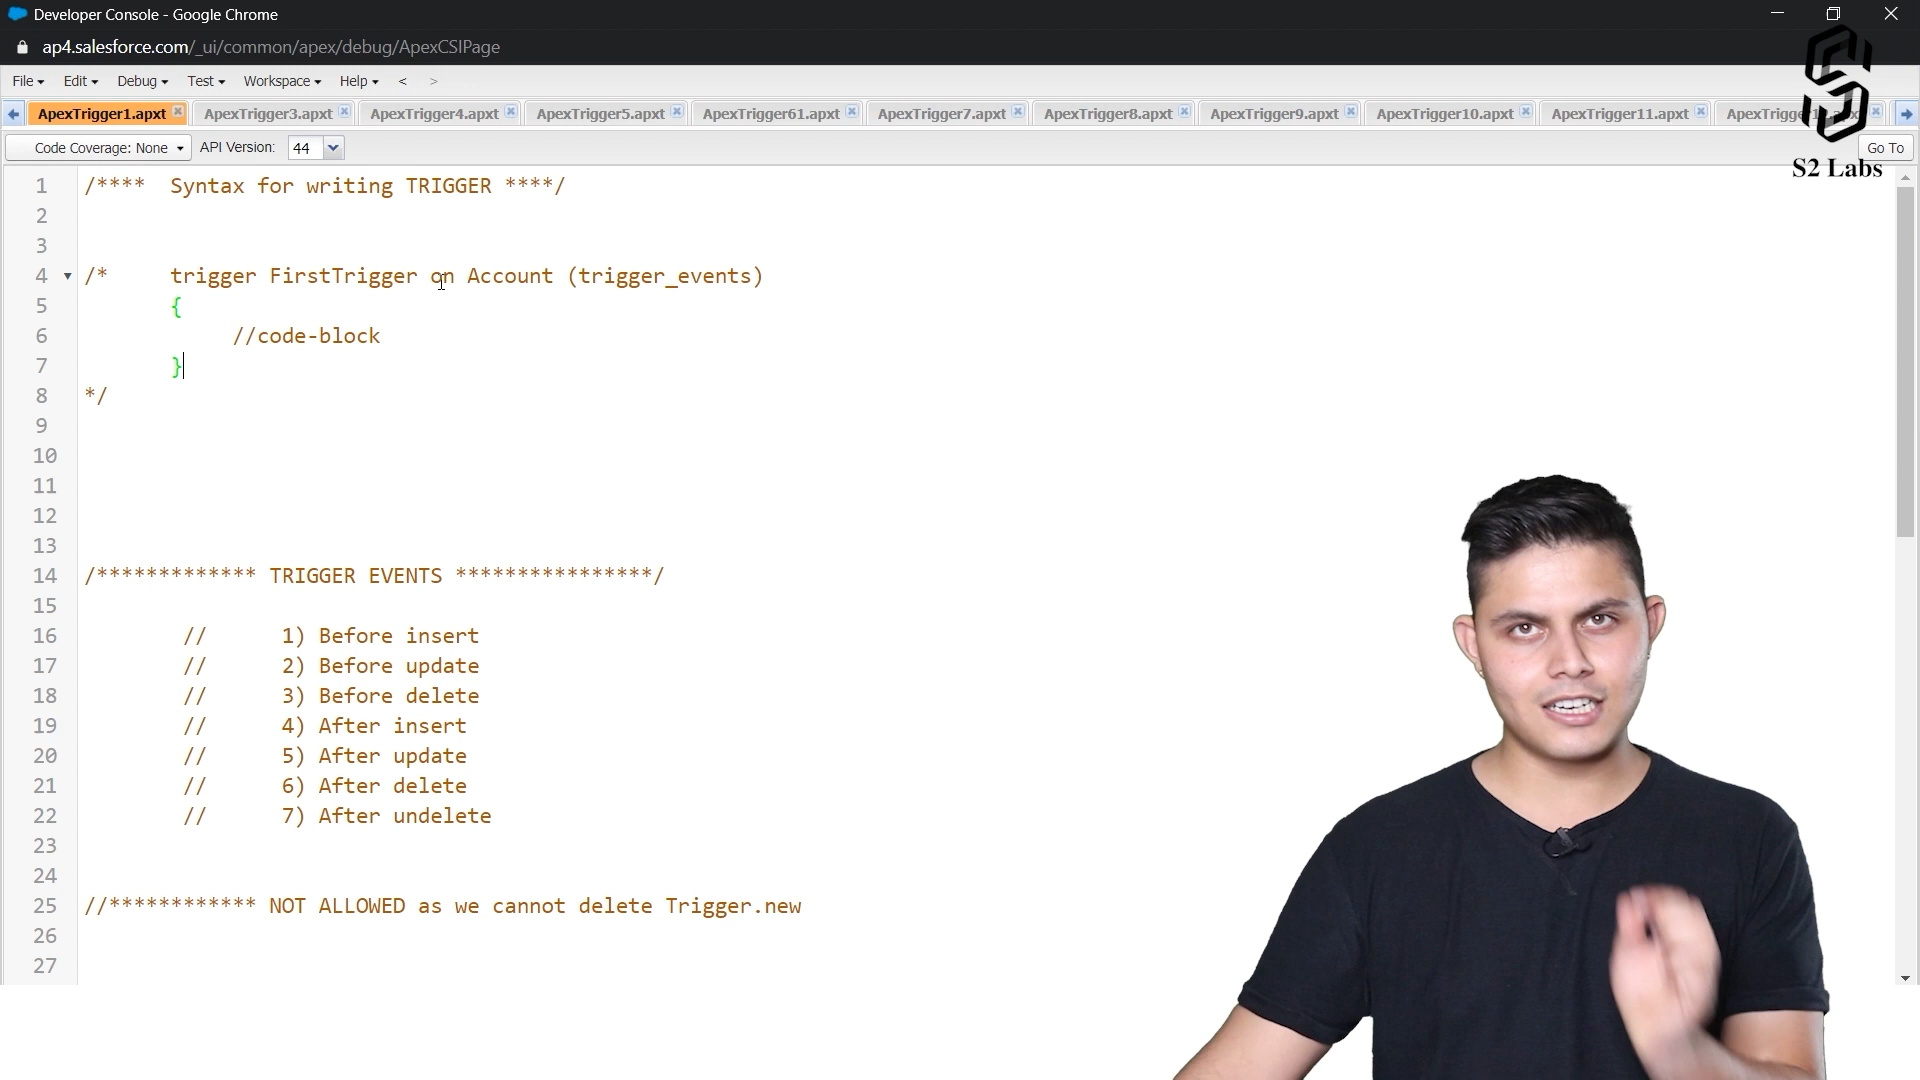 Developer Console - Google Chrome
ap4.salesforce.com/_ui/common/apex/debug/ApexCSIPage
File Edit Debug Test Workspace Help < >
ApexTrigger1.apxt ApexTrigger3.apxt ApexTrigger4.apxt ApexTrigger5.apxt ApexTrigger61.apxt ApexTrigger7.apxt ApexTrigger8.apxt ApexTrigger9.apxt ApexTrigger10.apxt ApexTrigger11.apxt
Code Coverage: None API Version: 44 Go To
S2 Labs
1 /**** Syntax for writing TRIGGER ****/
2
3
4 /* trigger FirstTrigger on Account (trigger_events)
5 {
6 //code-block
7 }
8 */
9
10
11
12
13
14 /************* TRIGGER EVENTS ****************/
15
16 // 1) Before insert
17 // 2) Before update
18 // 3) Before delete
19 // 4) After insert
20 // 5) After update
21 // 6) After delete
22 // 7) After undelete
23
24
25 //************ NOT ALLOWED as we cannot delete Trigger.new
26
27